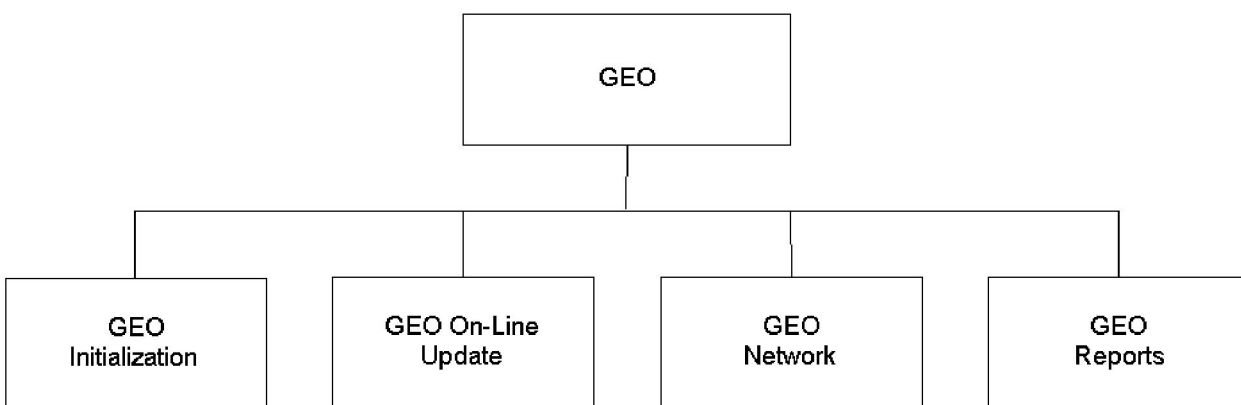 GEO
GEO
Initialization
GEO On-Line
Update
GEO
Network
GEO
Reports